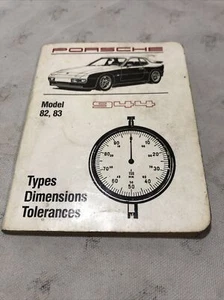 PORSCHE
944
Model
82, 83
Types
Dimensions
Tolerances